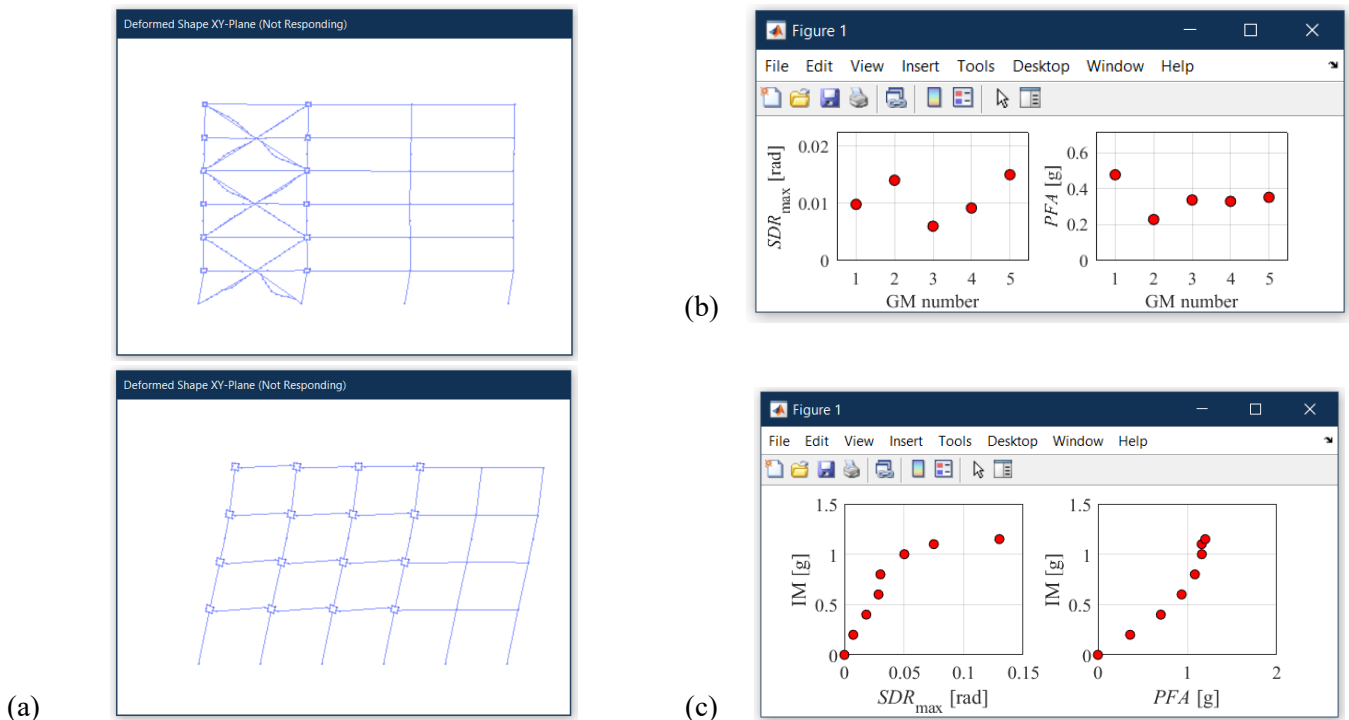 Deformed Shape XY-Plane (Not Responding)
Deformed Shape XY-Plane (Not Responding)
(a)
Figure 1
File Edit View Insert Tools Desktop Window Help
SDRmax [rad]
0.02
0.01
0
1 2 3 4 5
GM number
PFA [g]
0.6
0.4
0.2
0
1 2 3 4 5
GM number
(b)
Figure 1
File Edit View Insert Tools Desktop Window Help
IM [g]
1.5
1
0.5
0
0 0.05 0.1 0.15
SDRmax [rad]
IM [g]
1.5
1
0.5
0
0 1 2
PFA [g]
(c)